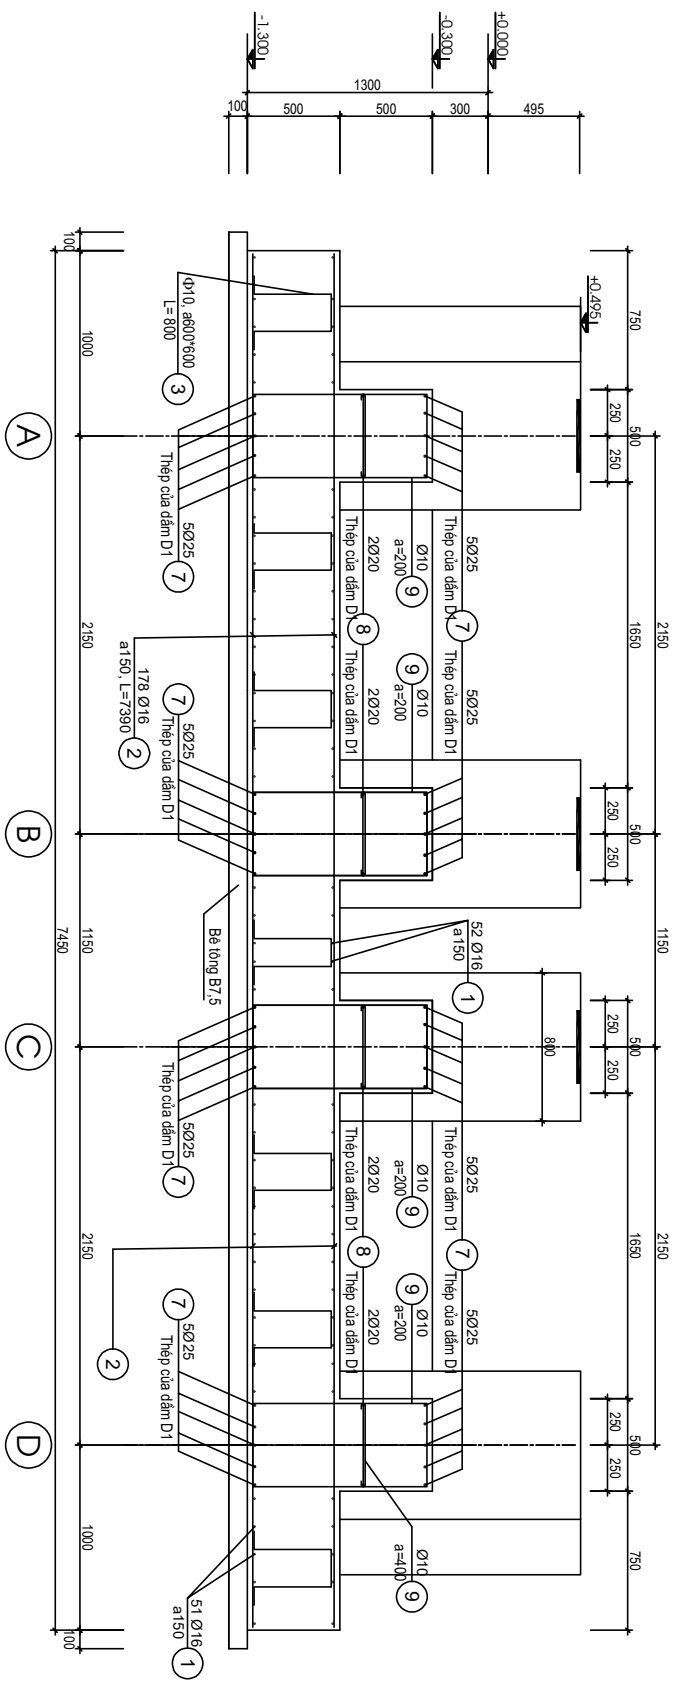 -1.300
-0.300
+0.000
1300
100
500
500
300
495
+0.495
750
250
500
250
2150
1650
250
500
250
1150
250
500
250
800
2150
1650
250
500
250
750
Φ10, a600*600
L= 800
3
5Ø25
Thép của dầm D1
7
5Ø25
Thép của dầm D1
7
5Ø25
Thép của dầm D1
Ø10
a=200
9
9
Ø10
a=200
2Ø20
Thép của dầm D1
8
2Ø20
Thép của dầm D1
178 Ø16
a150, L=7390
2
7
5Ø25
Thép của dầm D1
Bê tông B7,5
52 Ø16
a150
1
5Ø25
Thép của dầm D1
7
5Ø25
Thép của dầm D1
7
5Ø25
Thép của dầm D1
Ø10
a=200
9
9
Ø10
a=200
2Ø20
Thép của dầm D1
8
2Ø20
Thép của dầm D1
2
7
5Ø25
Thép của dầm D1
Ø10
a=400
9
51 Ø16
a150
1
100
1000
2150
1150
2150
1000
100
7450
A
B
C
D